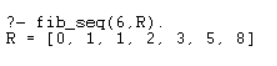 ?- fib_seq(6,R).
R = [0, 1, 1, 2, 3, 5, 8]